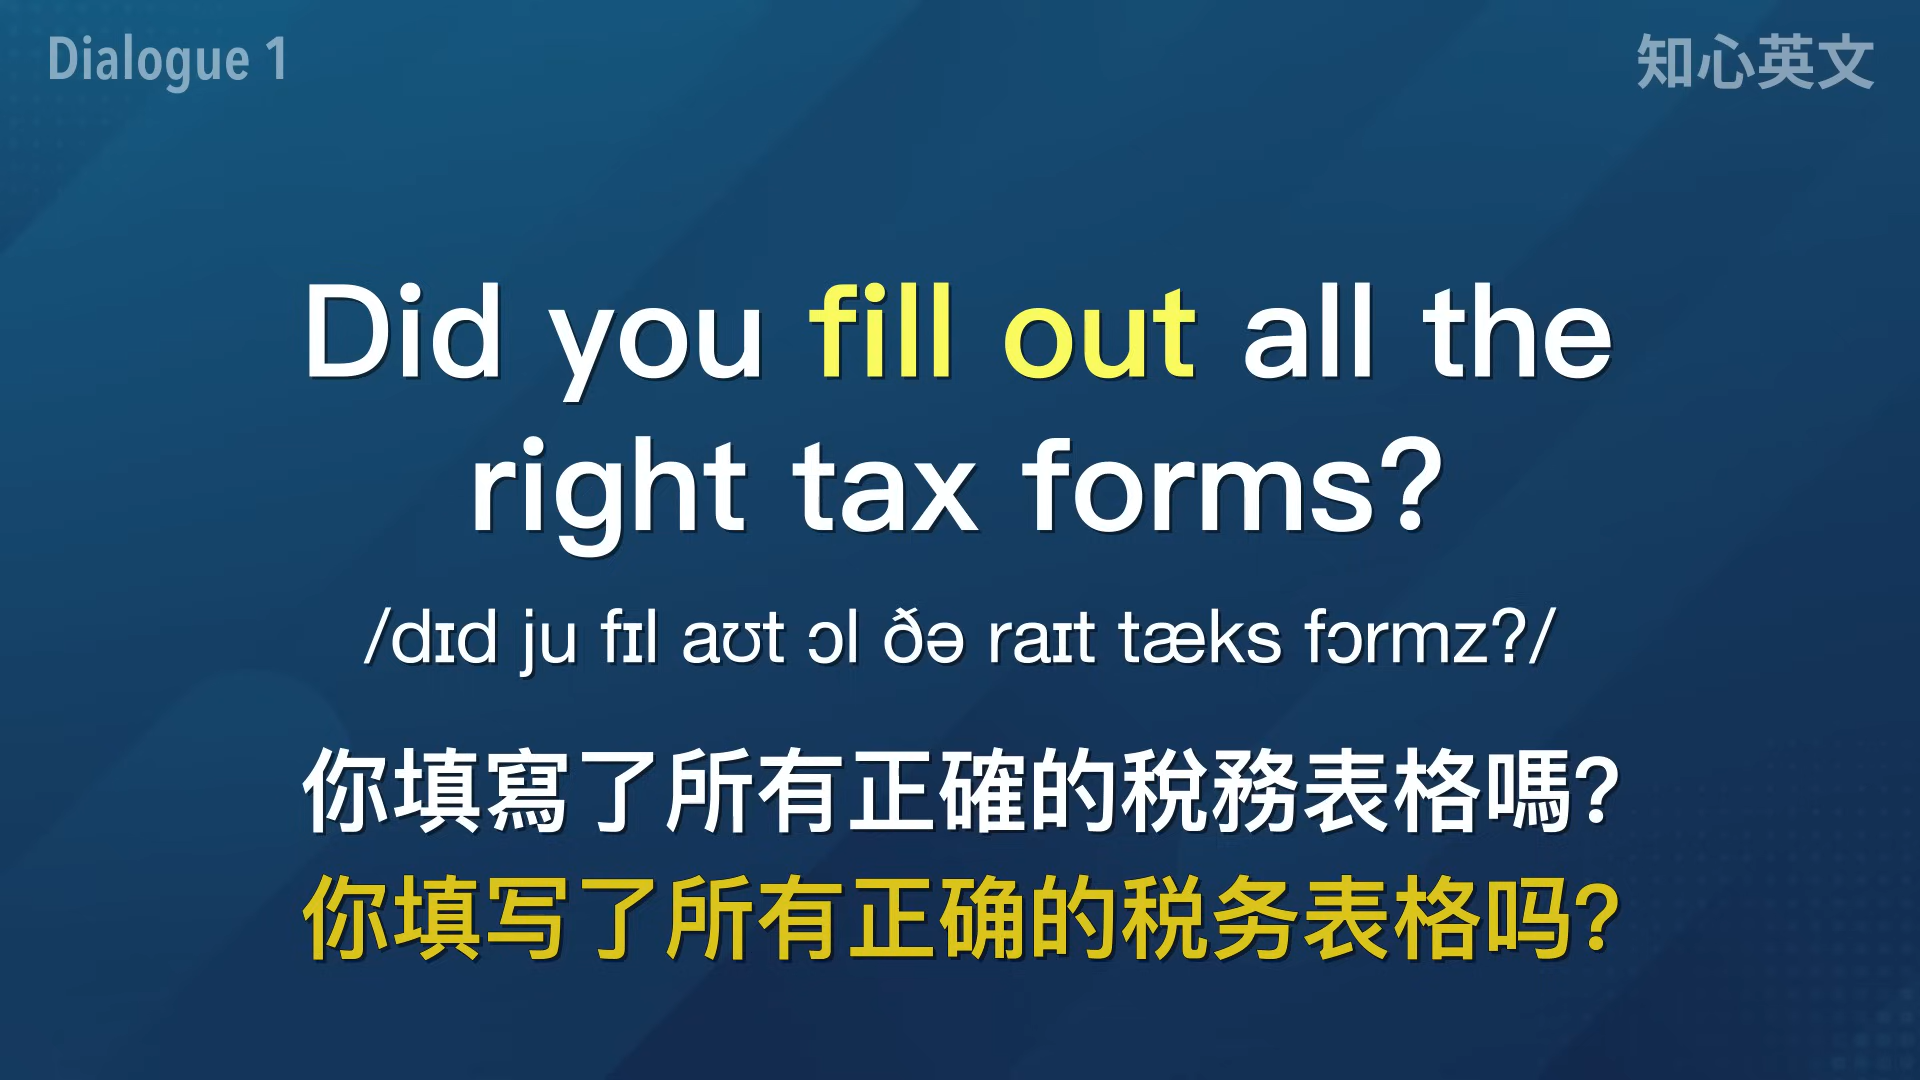 Dialogue 1
知心英文
Did you fill out all the
right tax forms?
/dɪd ju fɪl aʊt ɔl ðə raɪt tæks fɔrmz?/
你填寫了所有正確的稅務表格嗎?
你填写了所有正确的税务表格吗?